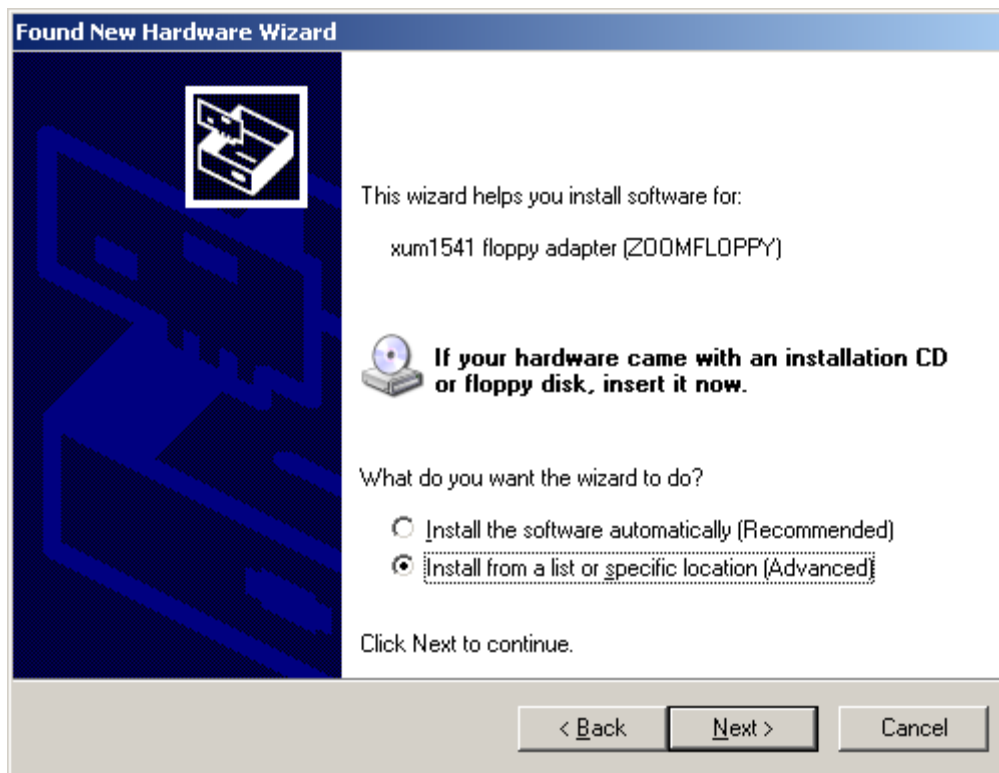 Found New Hardware Wizard
This wizard helps you install software for:
xum1541 floppy adapter (ZOOMFLOPPY)
If your hardware came with an installation CD
or floppy disk, insert it now.
What do you want the wizard to do?
Install the software automatically (Recommended)
Install from a list or specific location (Advanced)
Click Next to continue.
< Back Next > Cancel